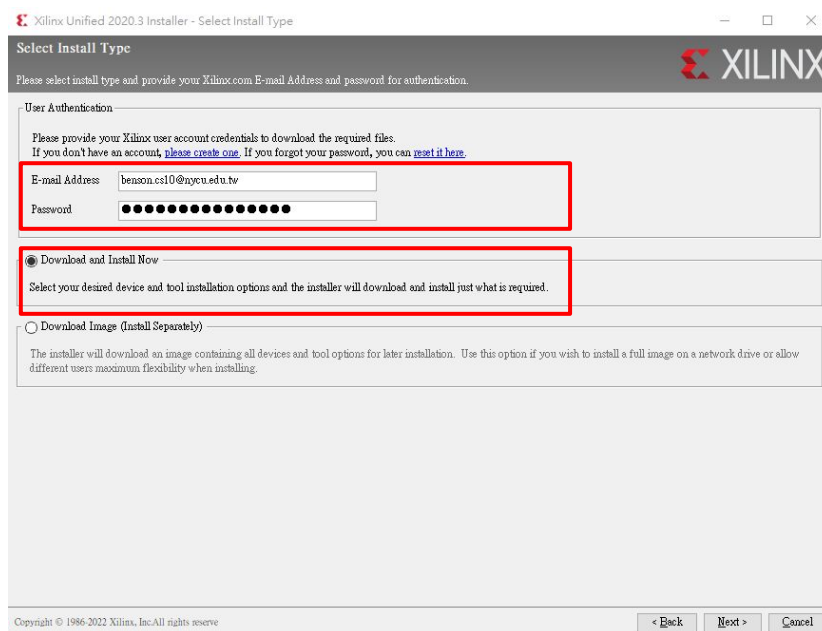 Xilinx Unified 2020.3 Installer - Select Install Type
Select Install Type
XILINX
Please select install type and provide your Xilinx.com E-mail Address and password for authentication.
User Authentication
Please provide your Xilinx user account credentials to download the required files.
If you don't have an account, please create one. If you forgot your password, you can reset it here.
E-mail Address benson.cs10@nycu.edu.tw
Password ●●●●●●●●●●●●●●●
Download and Install Now
Select your desired device and tool installation options and the installer will download and install just what is required.
Download Image (Install Separately)
The installer will download an image containing all devices and tool options for later installation. Use this option if you wish to install a full image on a network drive or allow
different users maximum flexibility when installing.
Copyright © 1986-2022 Xilinx, Inc.All rights reserve
< Back Next > Cancel